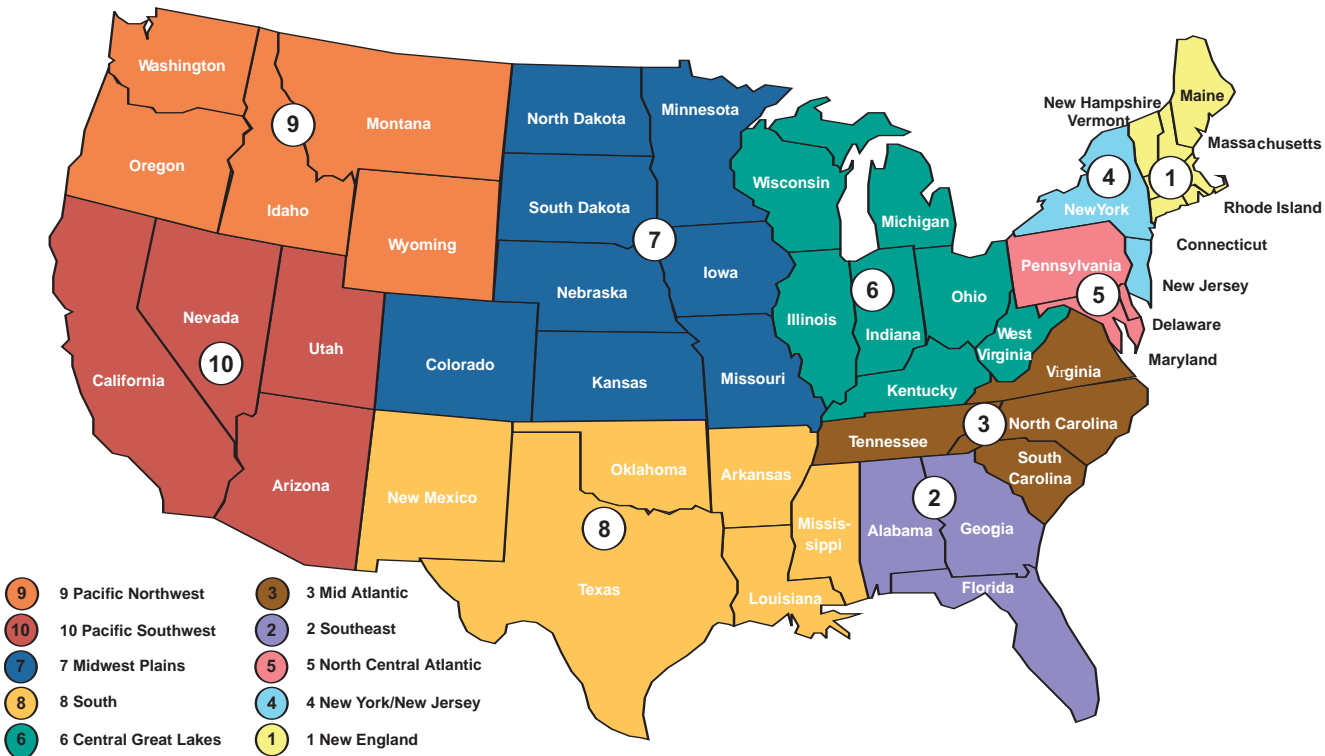 Washington
Montana
Oregon
Idaho
Wyoming
9
North Dakota
Minnesota
South Dakota
7
Iowa
Nebraska
Colorado
Kansas
Missouri
Wisconsin
Michigan
Illinois
6
Indiana
Ohio
West
Virginia
Kentucky
New Hampshire
Vermont
Maine
Massachusetts
4
1
NewYork
Rhode Island
Connecticut
Pennsylvania
New Jersey
5
Delaware
Maryland
Nevada
Utah
10
California
Arizona
Virginia
3
North Carolina
Tennessee
South
Carolina
New Mexico
Oklahoma
Arkansas
8
Texas
Missis-
sippi
Louisiana
2
Alabama
Geogia
Florida
9 9 Pacific Northwest
10 10 Pacific Southwest
7 7 Midwest Plains
8 8 South
6 6 Central Great Lakes
3 3 Mid Atlantic
2 2 Southeast
5 5 North Central Atlantic
4 4 New York/New Jersey
1 1 New England